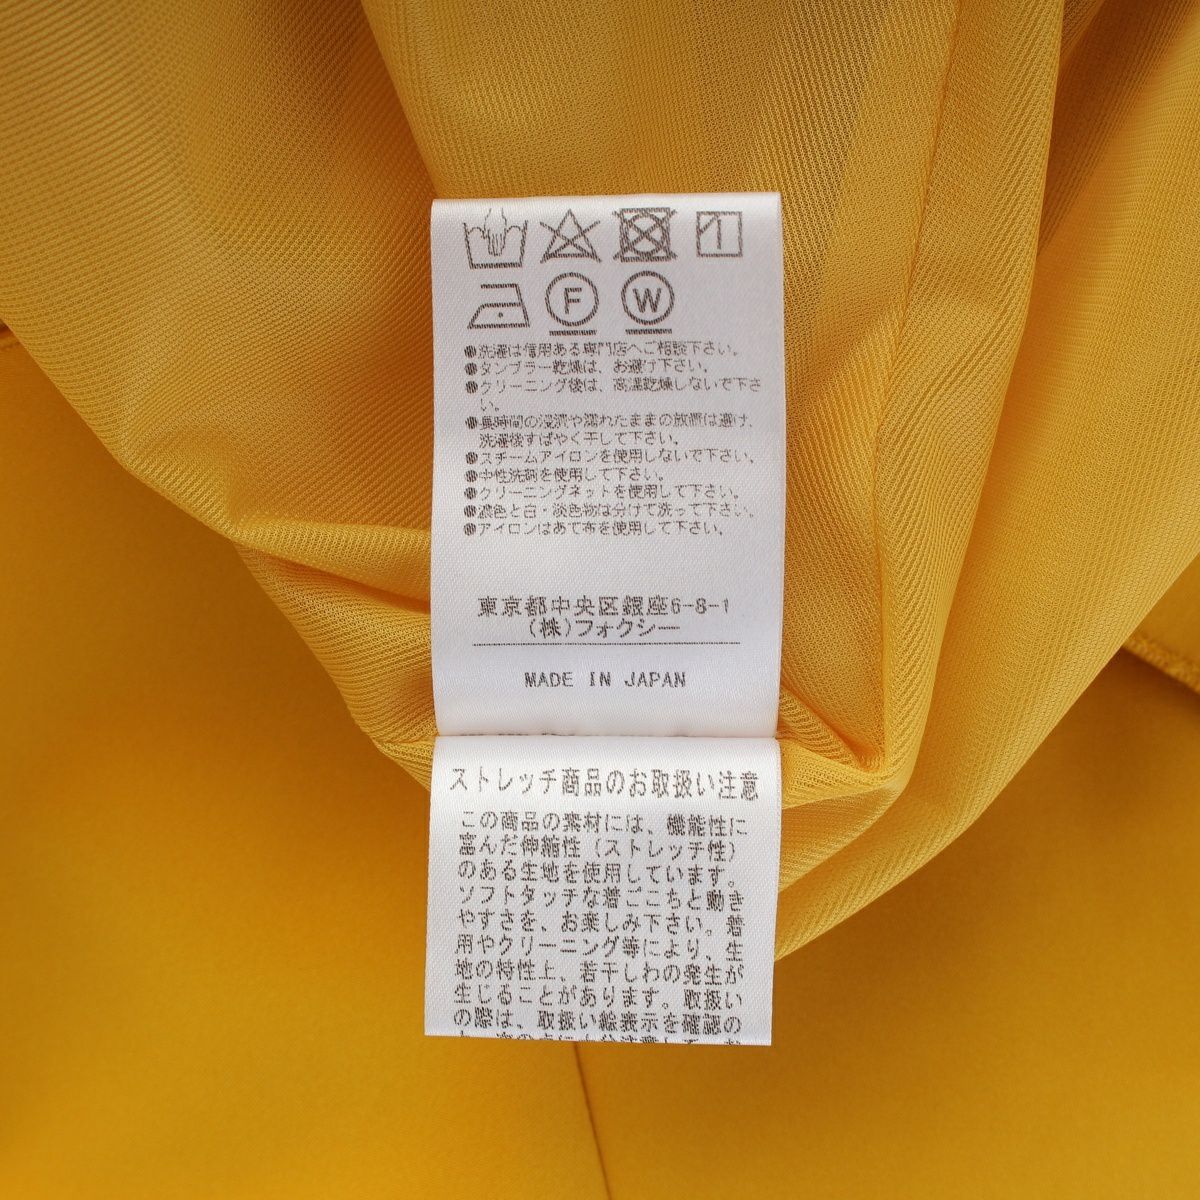 F W
●洗濯は信用ある専門店へご相談下さい。
●タンブラー乾燥は、お避け下さい。
●クリーニング後は、高温乾燥しないで下さ
い。
●長時間の浸漬や濡れたままの放置は避け、
洗濯後すばやく干して下さい。
●スチームアイロンを使用しないで下さい。
●中性洗剤を使用して下さい。
●クリーニングネットを使用して下さい。
●濃色と白・淡色物は分けて洗って下さい。
●アイロンはあて布を使用して下さい。
東京都中央区銀座6-8-1
(株)フォクシー
MADE IN JAPAN
ストレッチ商品のお取扱い注意
この商品の素材には、機能性に
富んだ伸縮性(ストレッチ性)
のある生地を使用しています。
ソフトタッチな着ごこちと動き
やすさを、お楽しみ下さい。着
用やクリーニング等により、生
地の特性上、若干しわの発生が
生じることがあります。取扱い
の際は、取扱い絵表示を確認の